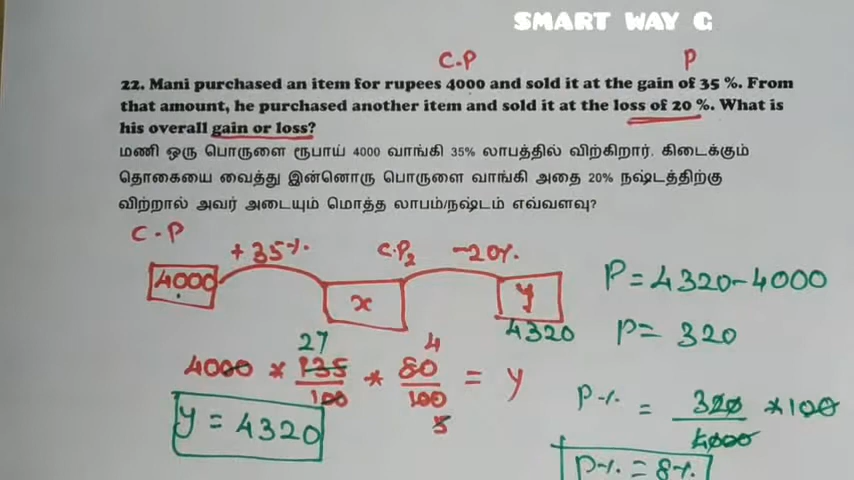 SMART WAY G
C.P P
22. Mani purchased an item for rupees 4000 and sold it at the gain of 35 %. From
that amount, he purchased another item and sold it at the loss of 20 %. What is
his overall gain or loss?
மணி ஒரு பொருளை ரூபாய் 4000 வாங்கி 35% லாபத்தில் விற்கிறார். கிடைக்கும்
தொகையை வைத்து இன்னொரு பொருளை வாங்கி அதை 20% நஷ்டத்திற்கு
விற்றால் அவர் அடையும் மொத்த லாபம்/நஷ்டம் எவ்வளவு?
C.P
+35% C.P2 -20%
4000 x y
4320
P=4320-4000
P= 320
27 4
4000 * 135/100 * 80/100 = y
5
y = 4320
P% = 320/4000 *100
P% = 8%